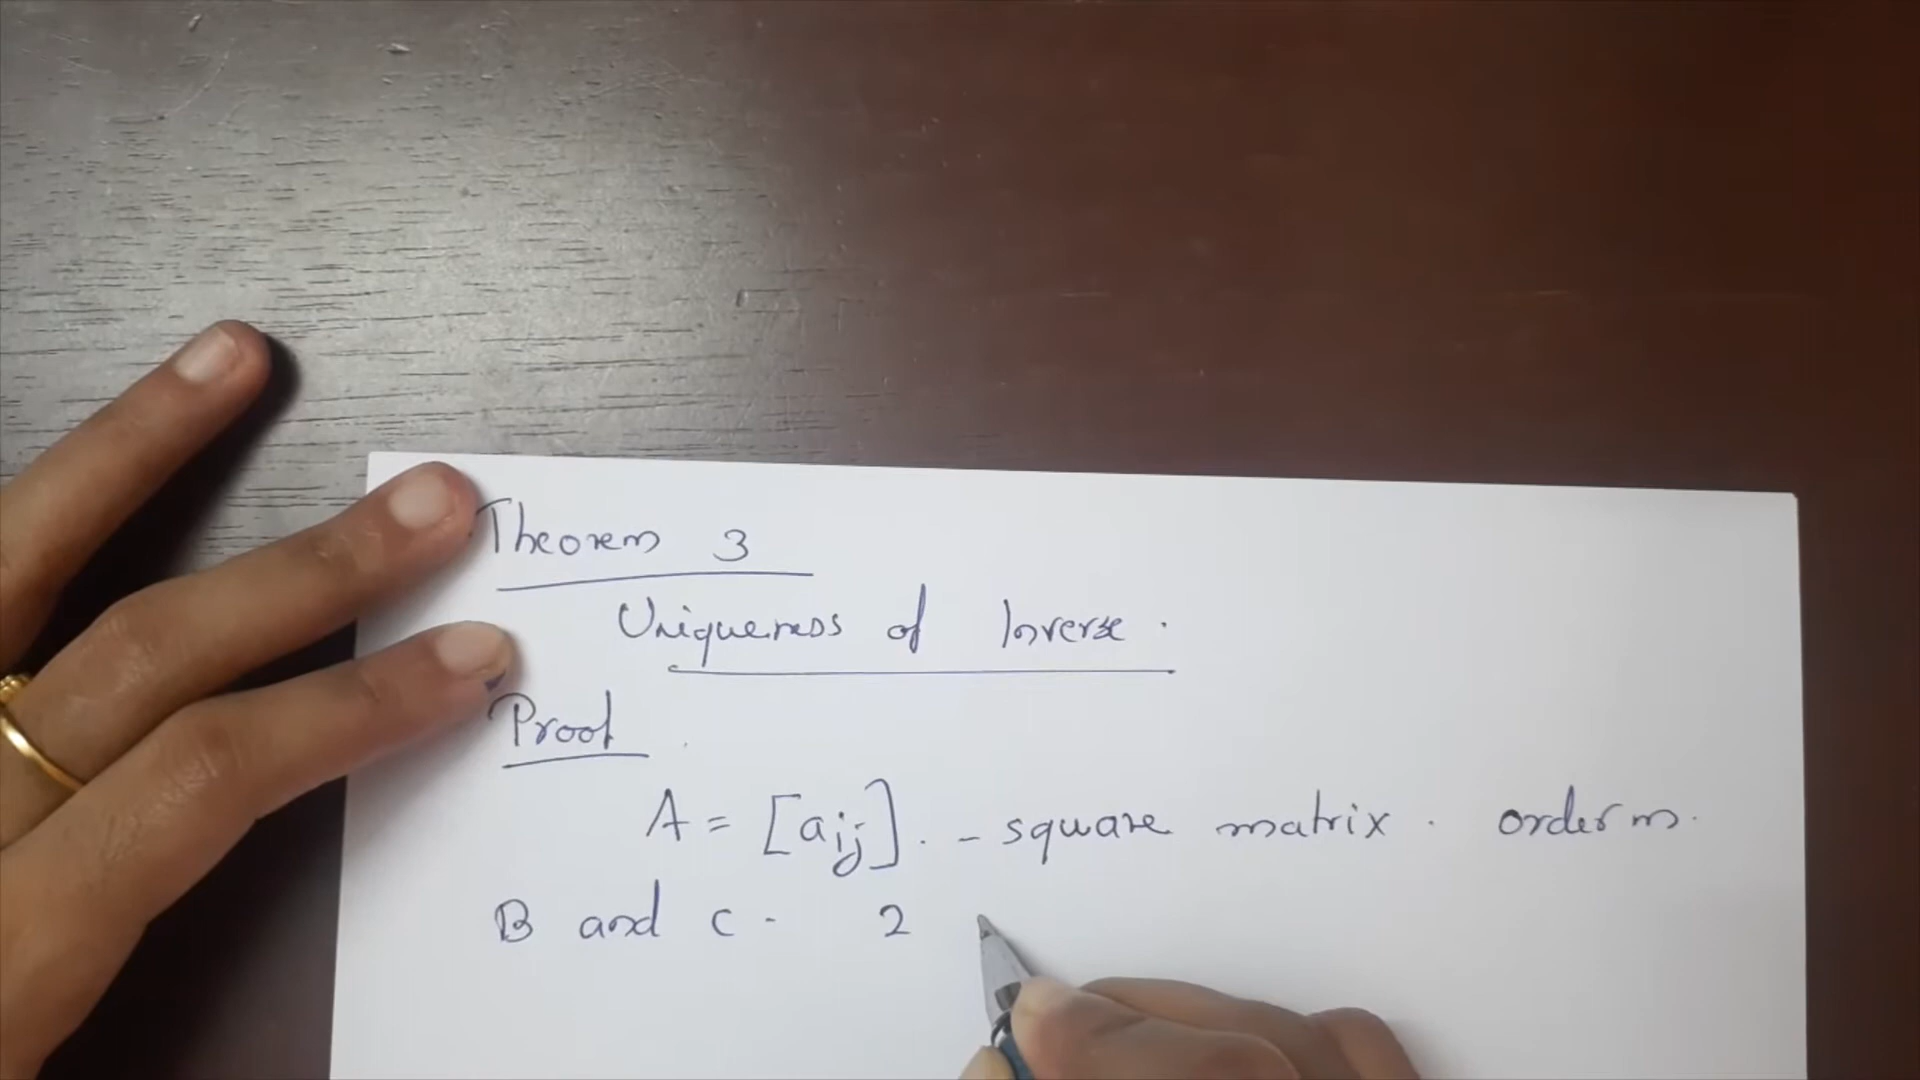 Theorem 3
Uniqueness of Inverse.
Proof
A = [aij]. - square matrix. order m.
B and C - 2